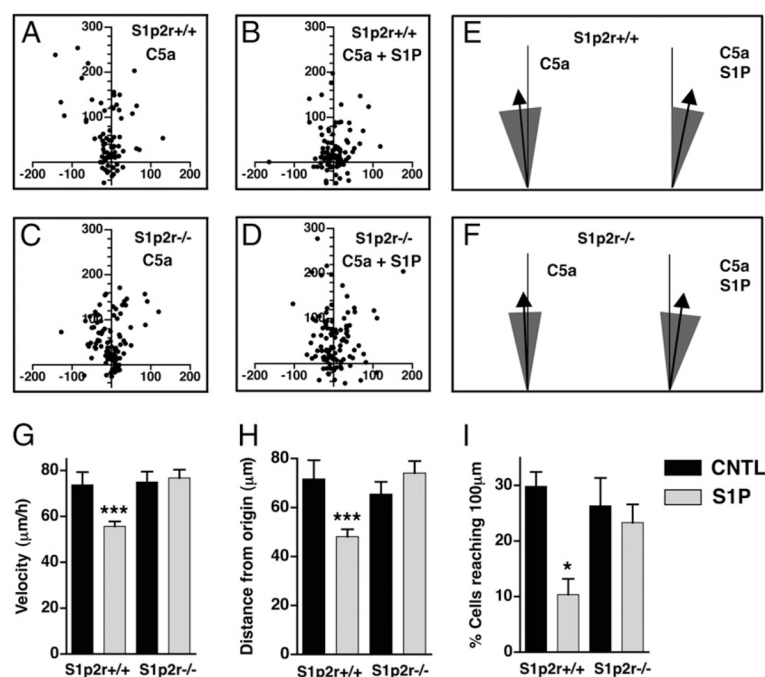 A
S1p2r+/+
C5a
300
200
100
-200
-100
0
100
200
B
S1p2r+/+
C5a + S1P
300
200
100
-200
-100
0
100
200
E
S1p2r+/+
C5a
C5a
S1P
C
S1p2r-/-
C5a
300
200
100
-200
-100
0
100
200
D
S1p2r-/-
C5a + S1P
300
200
100
-200
-100
0
100
200
F
S1p2r-/-
C5a
C5a
S1P
G
Velocity (μm/h)
80
60
40
20
0
***
S1p2r+/+
S1p2r-/-
H
Distance from origin (μm)
80
60
40
20
0
***
S1p2r+/+
S1p2r-/-
I
% Cells reaching 100μm
30
20
10
0
*
S1p2r+/+
S1p2r-/-
CNTL
S1P